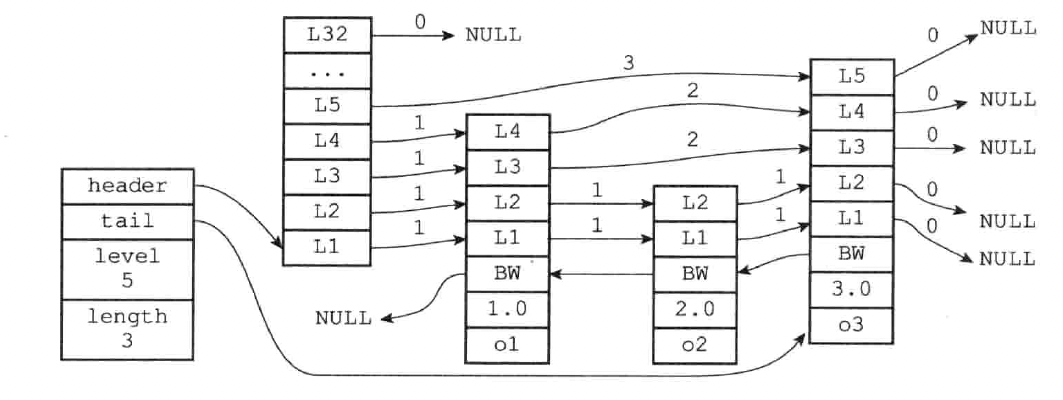 header
tail
level
5
length
3
L32
...
L5
L4
L3
L2
L1
0
NULL
3
1
1
1
1
L4
L3
L2
L1
BW
1.0
o1
NULL
2
2
1
1
L2
L1
BW
2.0
o2
1
1
L5
L4
L3
L2
L1
BW
3.0
o3
0
NULL
0
NULL
0
NULL
0
NULL
0
NULL